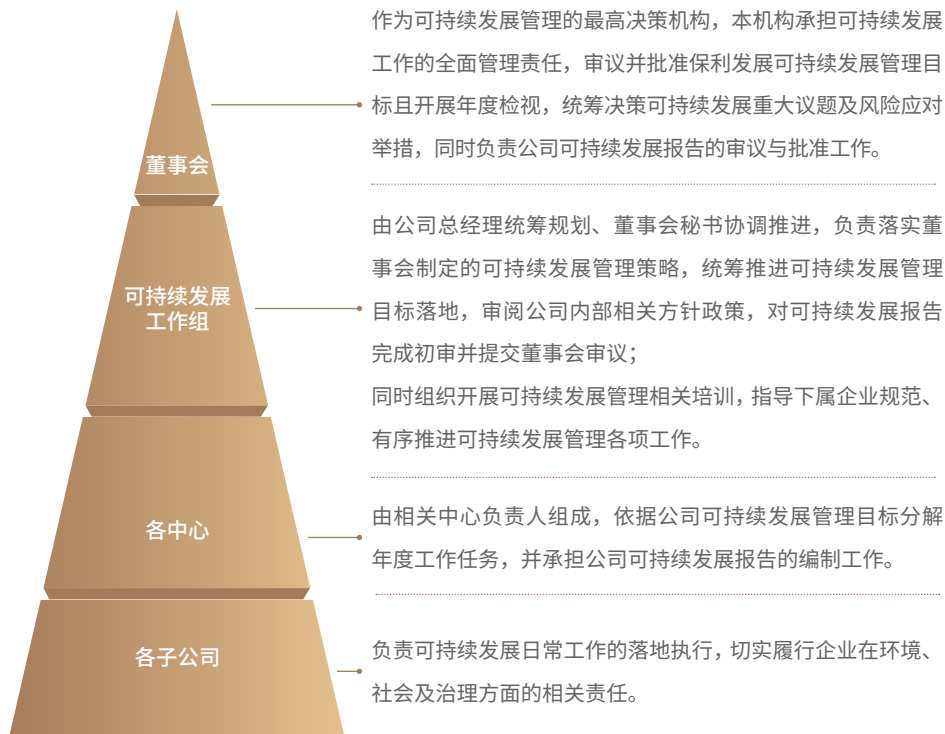 作为可持续发展管理的最高决策机构，本机构承担可持续发展
工作的全面管理责任，审议并批准保利发展可持续发展管理目
标且开展年度检视，统筹决策可持续发展重大议题及风险应对
举措，同时负责公司可持续发展报告的审议与批准工作。
董事会
由公司总经理统筹规划、董事会秘书协调推进，负责落实董
事会制定的可持续发展管理策略，统筹推进可持续发展管理
目标落地，审阅公司内部相关方针政策，对可持续发展报告
完成初审并提交董事会审议；
同时组织开展可持续发展管理相关培训，指导下属企业规范、
有序推进可持续发展管理各项工作。
可持续发展
工作组
由相关中心负责人组成，依据公司可持续发展管理目标分解
年度工作任务，并承担公司可持续发展报告的编制工作。
各中心
负责可持续发展日常工作的落地执行，切实履行企业在环境、
社会及治理方面的相关责任。
各子公司